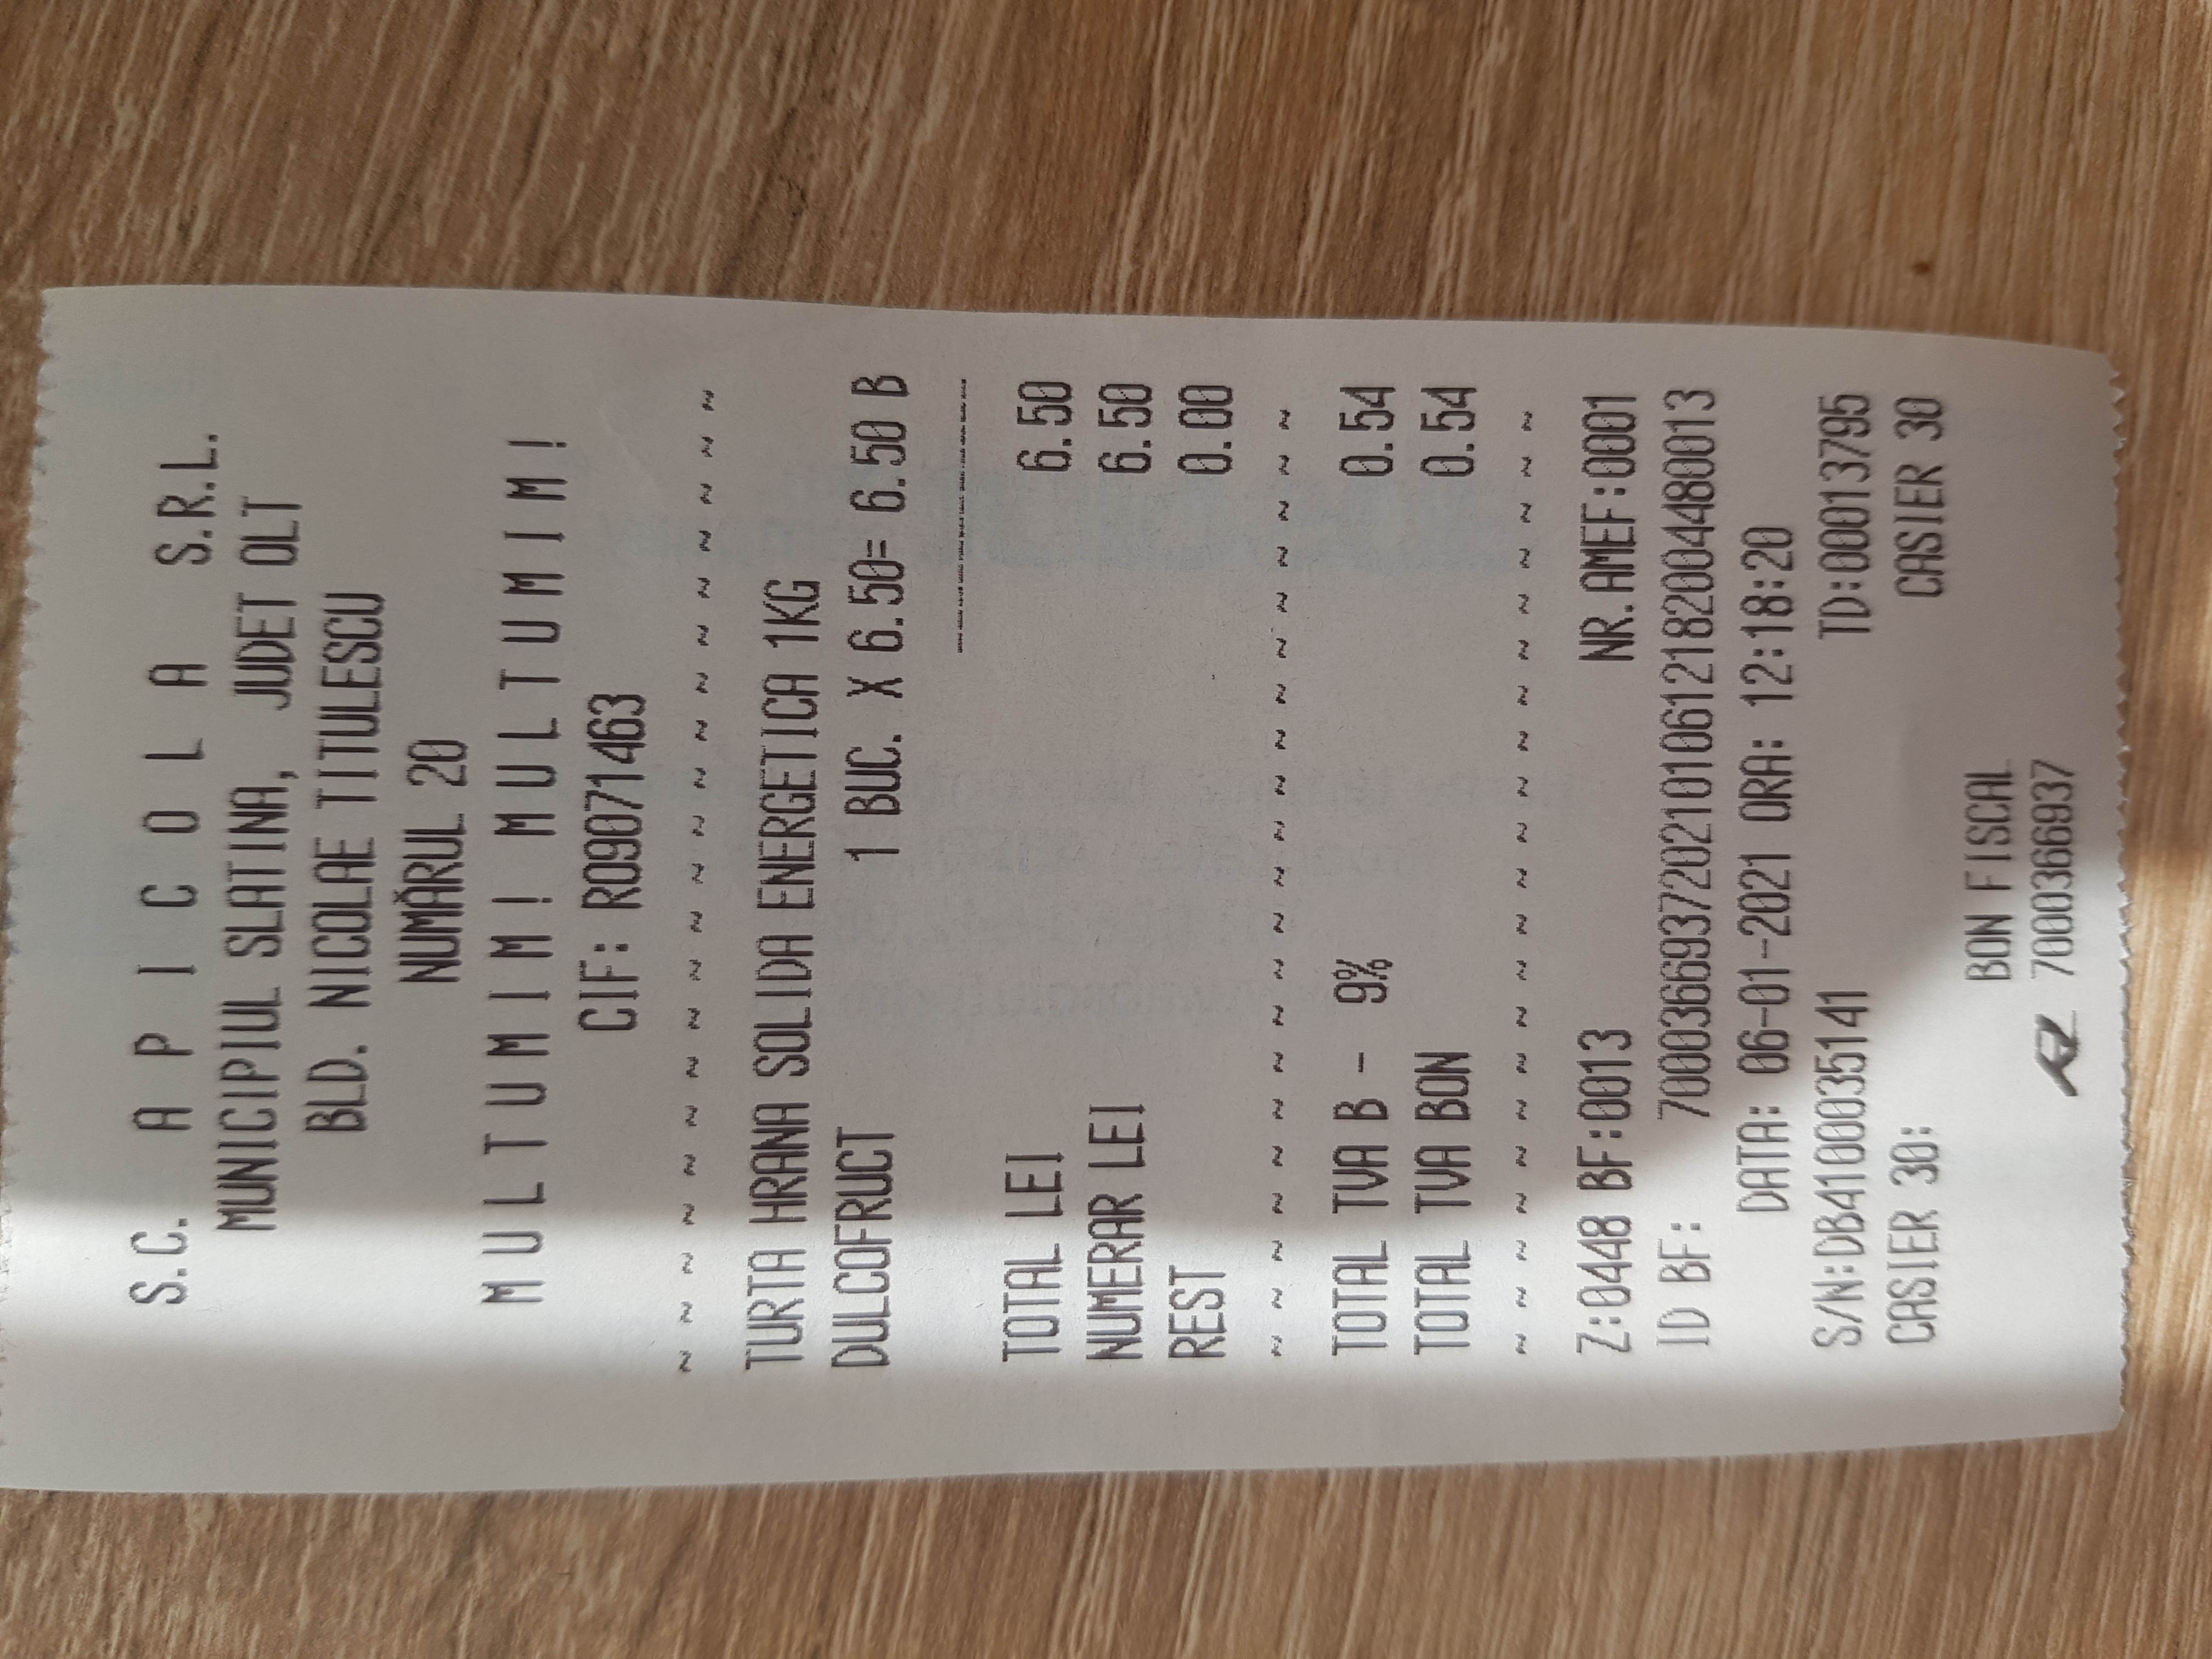 S.C. A P I C O L A S.R.L.
MUNICIPIUL SLATINA, JUDET OLT
BLD. NICOLAE TITULESCU
NUMĂRUL 20
M U L T U M I M ! M U L T U M I M !
CIF: RO9071463
~ ~ ~ ~ ~ ~ ~ ~ ~ ~ ~ ~ ~ ~ ~ ~ ~ ~ ~ ~ ~
TURTA HRANA SOLIDA ENERGETICA 1KG
DULCOFRUCT 1 BUC. X 6.50= 6.50 B
----------
TOTAL LEI 6.50
NUMERAR LEI 6.50
REST 0.00
~ ~ ~ ~ ~ ~ ~ ~ ~ ~ ~ ~ ~ ~ ~ ~ ~ ~ ~ ~ ~
TOTAL TVA B - 9% 0.54
TOTAL TVA BON 0.54
~ ~ ~ ~ ~ ~ ~ ~ ~ ~ ~ ~ ~ ~ ~ ~ ~ ~ ~ ~ ~
Z:0448 BF:0013 NR.AMEF:0001
ID BF: 7000366937202101061218200448​0013
DATA: 06-01-2021 ORA: 12:18:20
S/N:DB4100035141 TD:00013795
CASIER 30: CASIER 30
BON FISCAL
7000366937